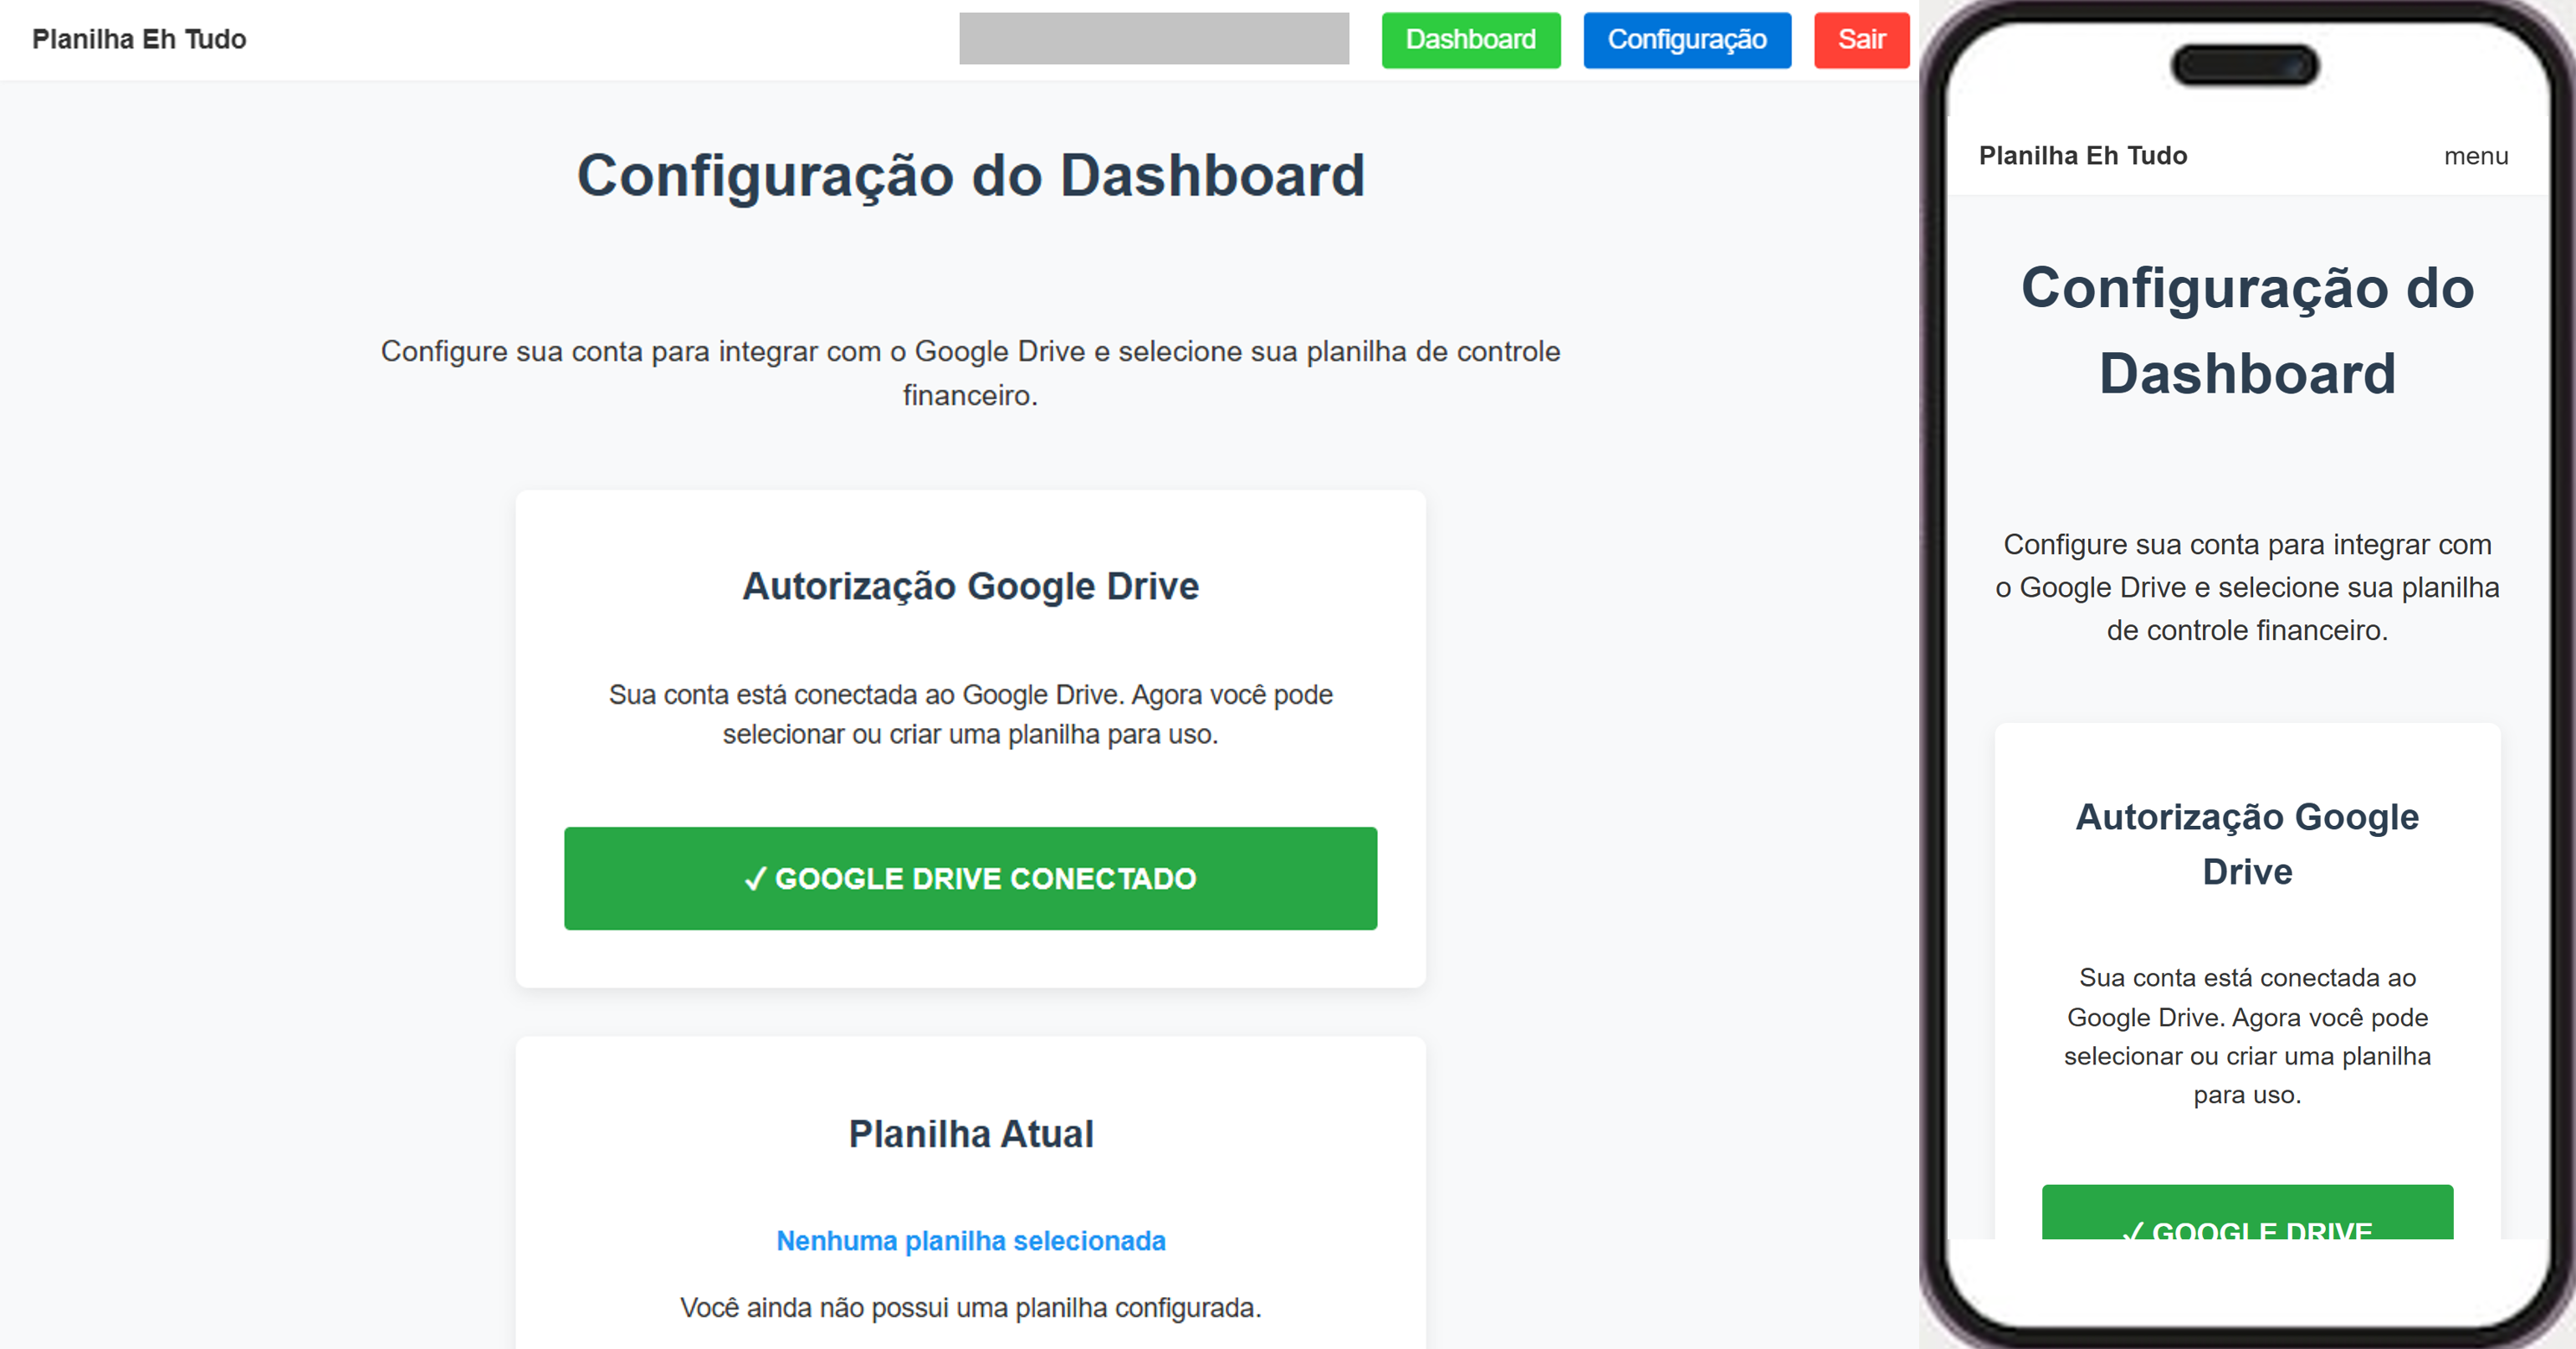 Planilha Eh Tudo
Dashboard
Configuração
Sair
Configuração do Dashboard
Configure sua conta para integrar com o Google Drive e selecione sua planilha de controle
financeiro.
Autorização Google Drive
Sua conta está conectada ao Google Drive. Agora você pode
selecionar ou criar uma planilha para uso.
✓ GOOGLE DRIVE CONECTADO
Planilha Atual
Nenhuma planilha selecionada
Você ainda não possui uma planilha configurada.
Planilha Eh Tudo
menu
Configuração do
Dashboard
Configure sua conta para integrar com
o Google Drive e selecione sua planilha
de controle financeiro.
Autorização Google
Drive
Sua conta está conectada ao
Google Drive. Agora você pode
selecionar ou criar uma planilha
para uso.
✓ GOOGLE DRIVE